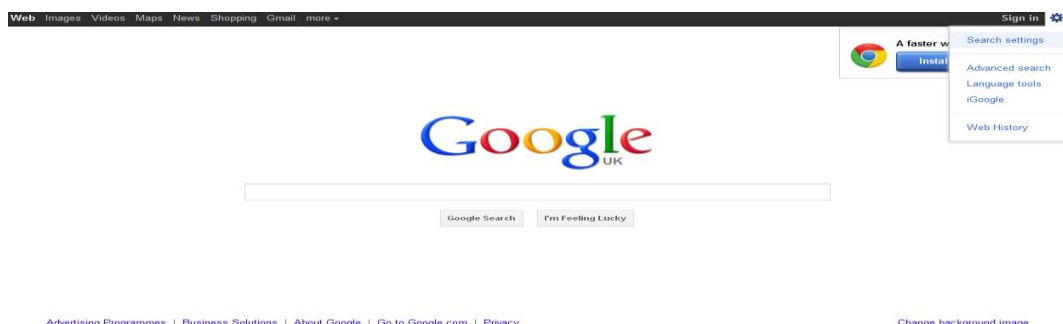 Web Images Videos Maps News Shopping Gmail more
Sign in
Search settings
A faster w
Instal
Advanced search
Language tools
iGoogle
Web History
Google
UK
Google Search I'm Feeling Lucky
Advertising Programmes | Business Solutions | About Google | Go to Google.com | Privacy
Change background image